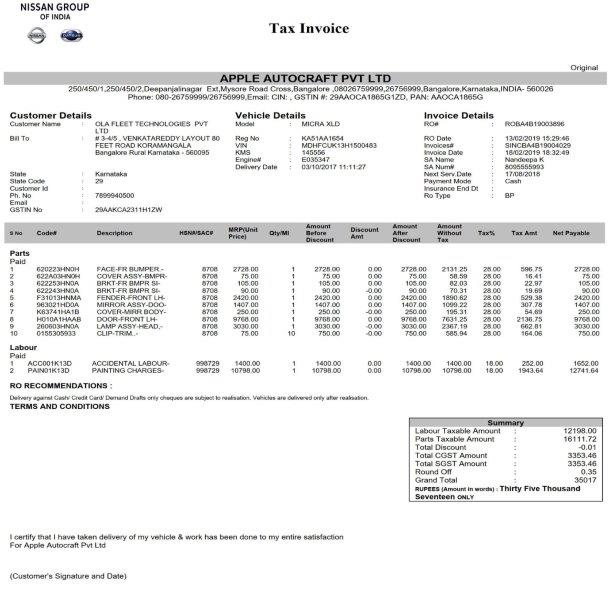 NISSAN GROUP
OF INDIA
Tax Invoice
Original
APPLE AUTOCRAFT PVT LTD
250/450/1,250/450/2,Deepanjalinagar Ext,Mysore Road Cross,Bangalore ,08026759999,26756999,Bangalore,Karnataka,INDIA- 560026
Phone: 080-26759999/26756999,Email: CIN: , GSTIN #: 29AAOCA1865G1ZD, PAN: AAOCA1865G
Customer Details Vehicle Details Invoice Details
Customer Name : OLA FLEET TECHNOLOGIES PVT LTD Model : MICRA XLD RO# : ROBA4B19003896
Bill To : # 3-4/5 , VENKATAREDDY LAYOUT 80 Reg No : KA51AA1654 RO Date : 13/02/2019 15:29:46
FEET ROAD KORAMANGALA VIN : MDHFCUK13H1500483 Invoice# : SINCBA4B19004029
Bangalore Rural Karnataka - 560095 KMS : 145556 Invoice Date : 18/02/2019 18:32:49
Engine# : E035347 SA Name : Nandeepa K
Delivery Date : 03/10/2017 11:11:27 SA Num# : 8095555993
State : Karnataka Next Serv.Date : 17/08/2018
State Code : 29 Payment Mode : Cash
Customer Id : Insurance End Dt :
Ph. No : 7899940500 Ro Type : BP
Email :
GSTIN No : 29AAKCA2311H1ZW
S No Code# Description HSN#/SAC# MRP(Unit Price) Qty/MI Amount Before Discount Discount Amt Amount After Discount Amount Without Tax Tax% Tax Amt Net Payable
Parts
Paid
1 620223HN0H FACE-FR BUMPER,- 8708 2728.00 1 2728.00 0.00 2728.00 2131.25 28.00 596.75 2728.00
2 622A03HN0H COVER ASSY-BMPR- 8708 75.00 1 75.00 0.00 75.00 58.59 28.00 16.41 75.00
3 622253HN0A BRKT-FR BMPR SI- 8708 105.00 1 105.00 0.00 105.00 82.03 28.00 22.97 105.00
4 622243HN0A BRKT-FR BMPR SI- 8708 90.00 1 90.00 -0.00 90.00 70.31 28.00 19.69 90.00
5 F31013HNMA FENDER-FRONT LH- 8708 2420.00 1 2420.00 0.00 2420.00 1890.62 28.00 529.38 2420.00
6 963021HD0A MIRROR ASSY-DOO- 8708 1407.00 1 1407.00 0.00 1407.00 1099.22 28.00 307.78 1407.00
7 K63741HA1B COVER-MIRR BODY- 8708 250.00 1 250.00 -0.00 250.00 195.31 28.00 54.69 250.00
8 H010A1HAAB DOOR-FRONT LH- 8708 9768.00 1 9768.00 0.00 9768.00 7631.25 28.00 2136.75 9768.00
9 260603HN0A LAMP ASSY-HEAD,- 8708 3030.00 1 3030.00 -0.00 3030.00 2367.19 28.00 662.81 3030.00
10 0155305933 CLIP-TRIM..- 8708 75.00 10 750.00 -0.00 750.00 585.94 28.00 164.06 750.00
Labour
Paid
1 ACC001K13D ACCIDENTAL LABOUR- 998729 1400.00 1 1400.00 0.00 1400.00 1400.00 18.00 252.00 1652.00
2 PAIN01K13D PAINTING CHARGES- 998729 10798.00 1 10798.00 0.00 10798.00 10798.00 18.00 1943.64 12741.64
RO RECOMMENDATIONS :
Delivery against Cash/ Credit Card/ Demand Drafts only cheques are subject to realisation. Vehicles are delivered only after realisation.
TERMS AND CONDITIONS
Summary
Labour Taxable Amount : 12198.00
Parts Taxable Amount : 16111.72
Total Discount : -0.01
Total CGST Amount : 3353.46
Total SGST Amount : 3353.46
Round Off : 0.35
Grand Total : 35017
RUPEES (Amount in words) : Thirty Five Thousand
Seventeen ONLY
I certify that I have taken delivery of my vehicle & work has been done to my entire satisfaction
For Apple Autocraft Pvt Ltd
(Customer's Signature and Date)